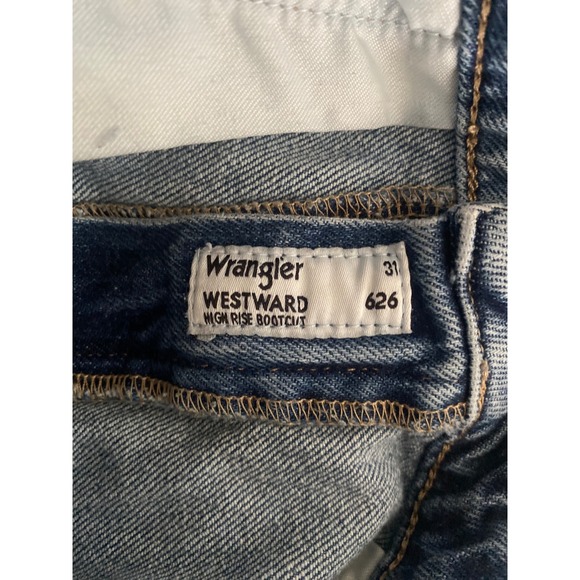 Wrangler 31
WESTWARD 626
HIGH RISE BOOTCUT